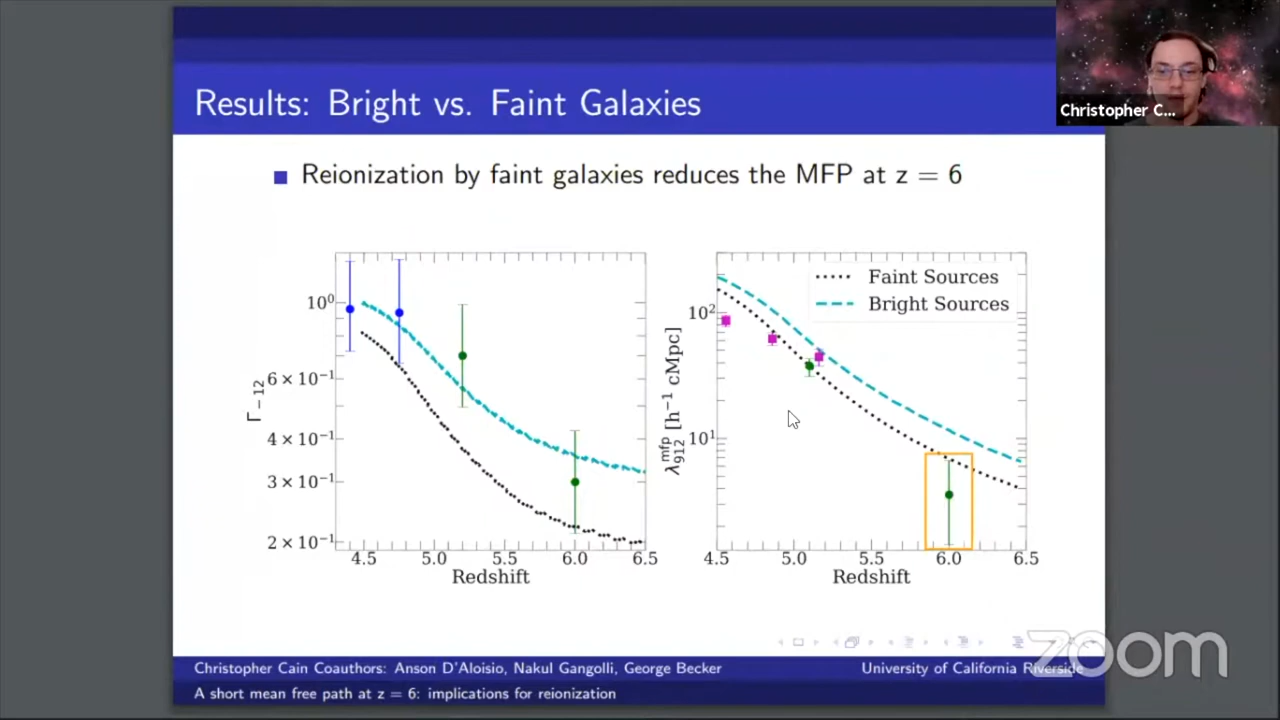 Results: Bright vs. Faint Galaxies
Christopher C...
Reionization by faint galaxies reduces the MFP at z = 6
10⁰
6 × 10⁻¹
4 × 10⁻¹
3 × 10⁻¹
2 × 10⁻¹
Γ₋₁₂
4.5 5.0 5.5 6.0 6.5
Redshift
Faint Sources
Bright Sources
10²
10¹
λ₉₁₂ᵐᶠᵖ [h⁻¹ cMpc]
4.5 5.0 5.5 6.0 6.5
Redshift
zoom
Christopher Cain Coauthors: Anson D'Aloisio, Nakul Gangolli, George Becker
University of California Riverside
A short mean free path at z = 6: implications for reionization